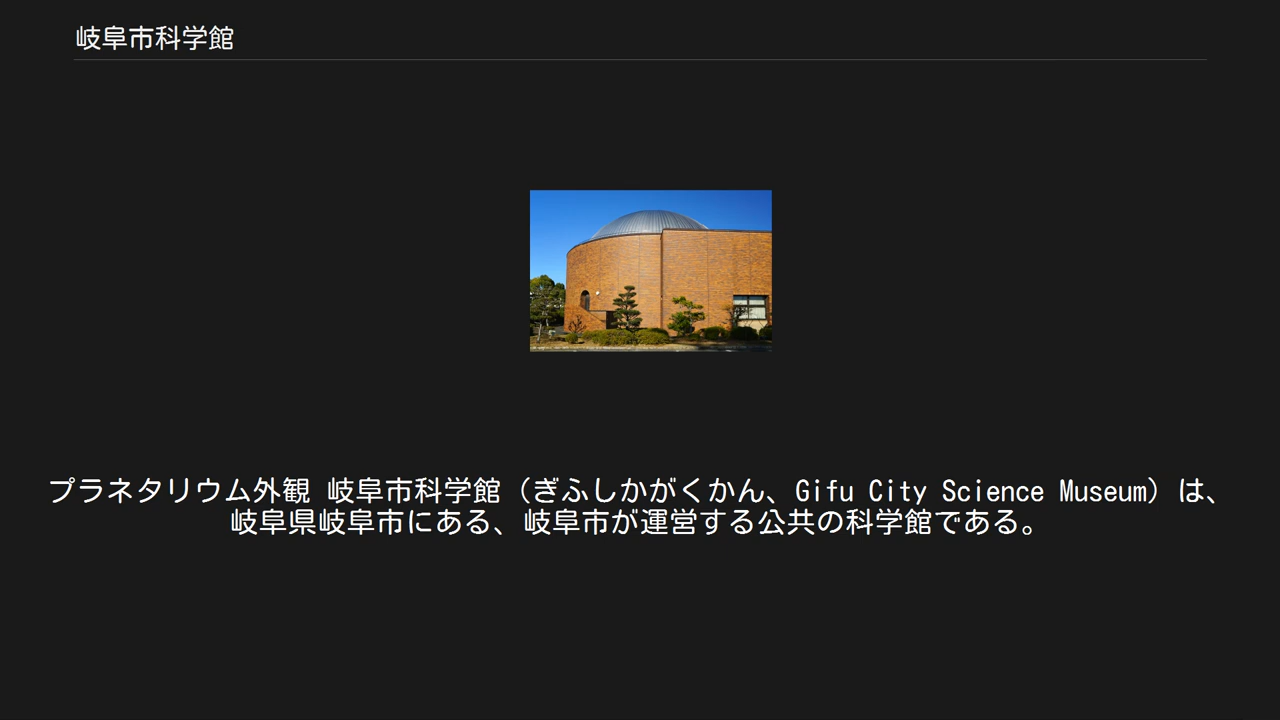 岐阜市科学館
プラネタリウム外観 岐阜市科学館（ぎふしかがくかん、Gifu City Science Museum）は、
岐阜県岐阜市にある、岐阜市が運営する公共の科学館である。